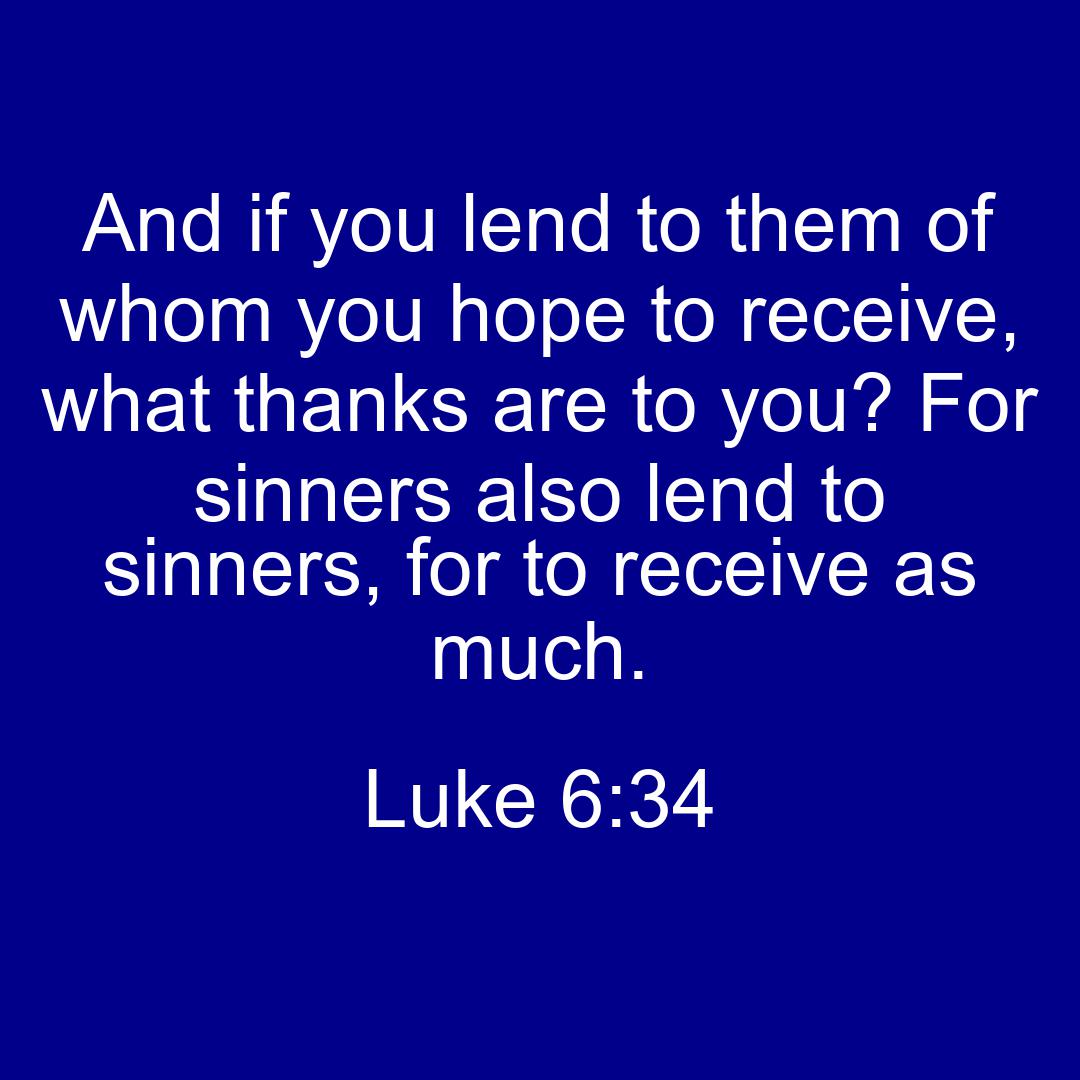 And if you lend to them of
whom you hope to receive,
what thanks are to you? For
sinners also lend to
sinners, for to receive as
much.
Luke 6:34